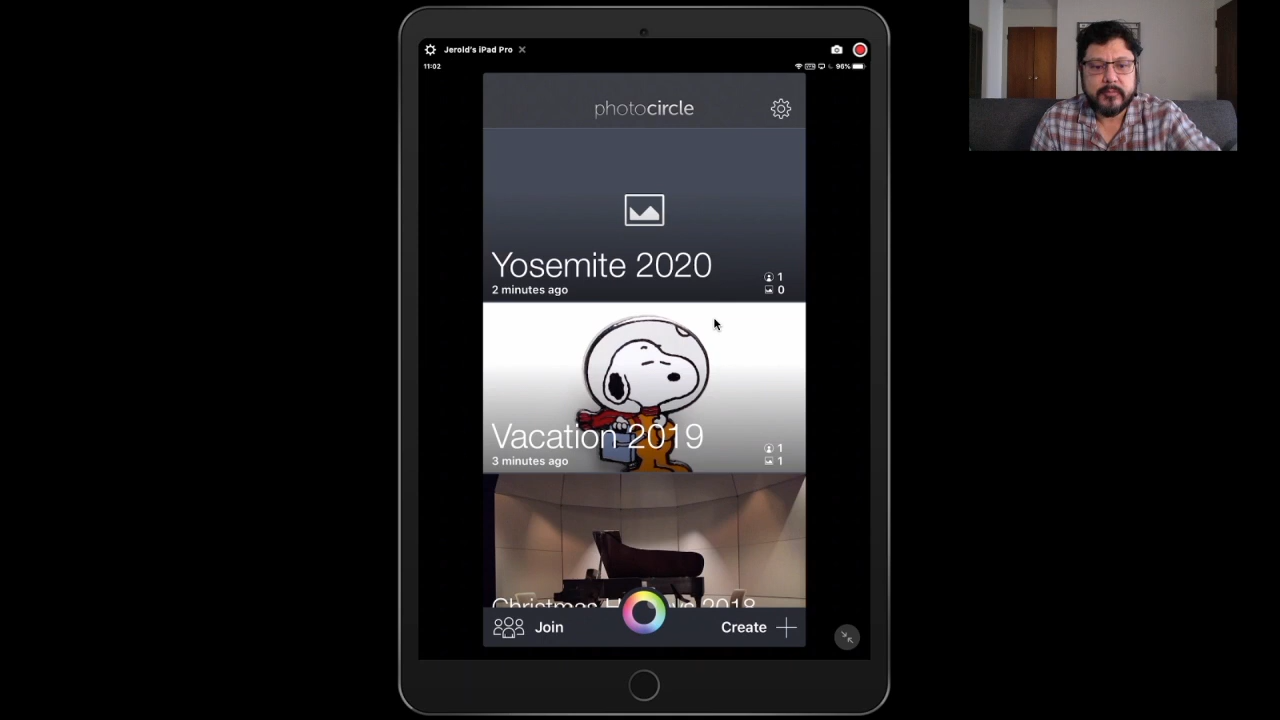 Jerold's iPad Pro
11:02
96%
photocircle
Yosemite 2020
2 minutes ago
1
0
Vacation 2019
3 minutes ago
1
1
2018
Join
Create